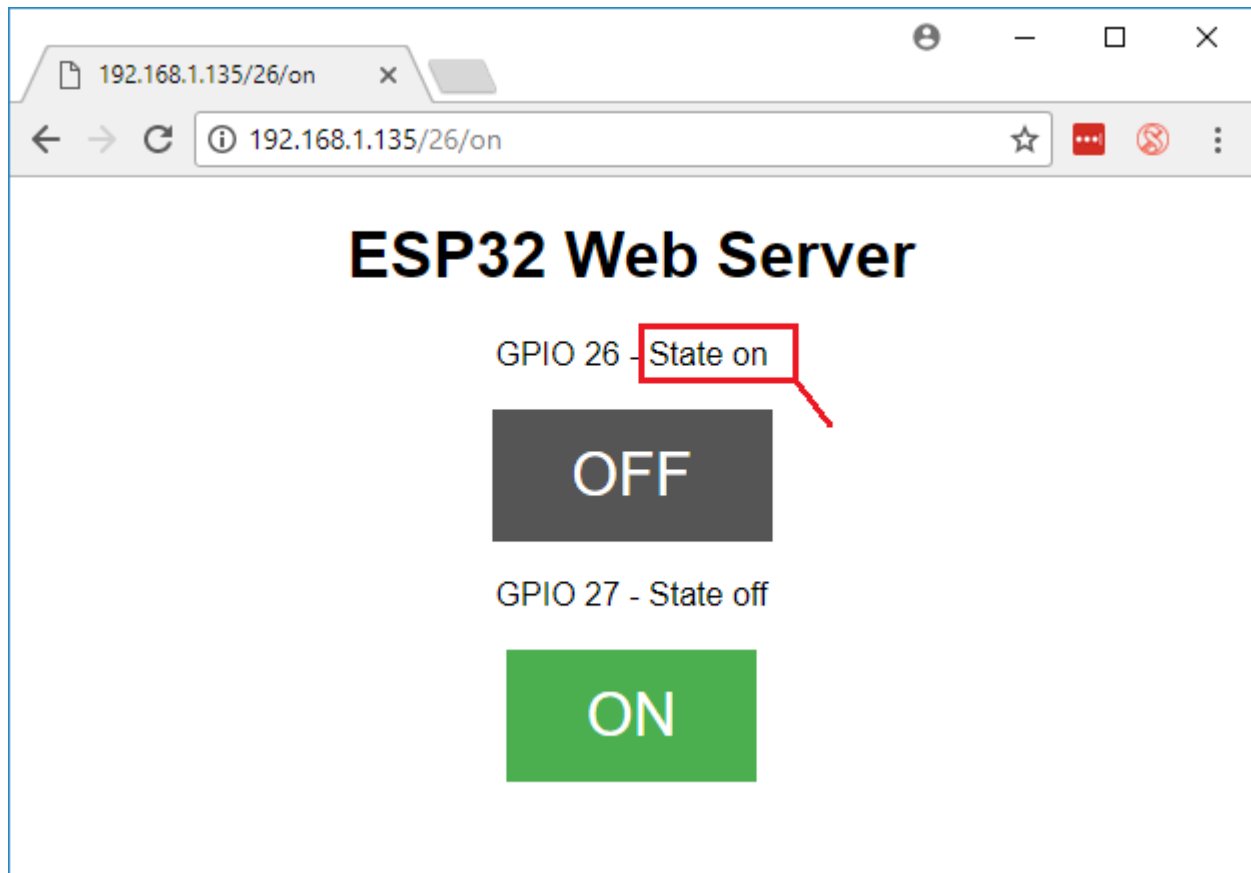 192.168.1.135/26/on
192.168.1.135/26/on
ESP32 Web Server
GPIO 26 - State on
OFF
GPIO 27 - State off
ON